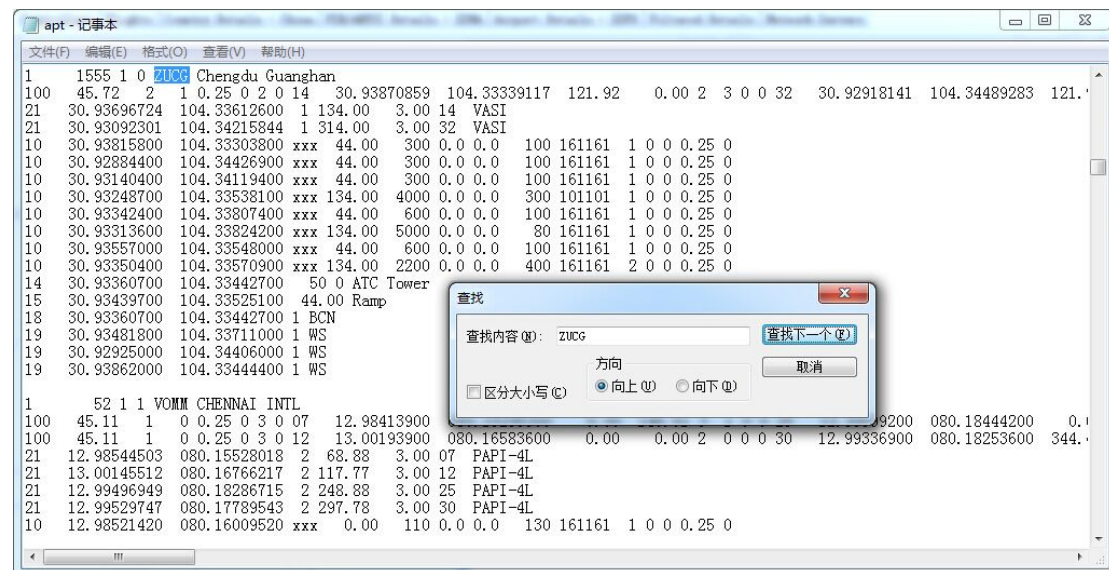 apt - 记事本
文件(F) 编辑(E) 格式(O) 查看(V) 帮助(H)
1 1555 1 0 ZUCG Chengdu Guanghan
100 45.72 2 1 0.25 0 2 0 14 30.93870859 104.33339117 121.92 0.00 2 3 0 0 32 30.92918141 104.34489283 121.
21 30.93696724 104.33612600 1 134.00 3.00 14 VASI
21 30.93092301 104.34215844 1 314.00 3.00 32 VASI
10 30.93815800 104.33303800 xxx 44.00 300 0.0 0.0 100 161161 1 0 0 0.25 0
10 30.92884400 104.34426900 xxx 44.00 300 0.0 0.0 100 161161 1 0 0 0.25 0
10 30.93140400 104.34119400 xxx 44.00 300 0.0 0.0 100 161161 1 0 0 0.25 0
10 30.93248700 104.33538100 xxx 134.00 4000 0.0 0.0 300 101101 1 0 0 0.25 0
10 30.93342400 104.33807400 xxx 44.00 600 0.0 0.0 100 161161 1 0 0 0.25 0
10 30.93313600 104.33824200 xxx 134.00 5000 0.0 0.0 80 161161 1 0 0 0.25 0
10 30.93557000 104.33548000 xxx 44.00 600 0.0 0.0 100 161161 1 0 0 0.25 0
10 30.93350400 104.33570900 xxx 134.00 2200 0.0 0.0 400 161161 2 0 0 0.25 0
14 30.93360700 104.33442700 50 0 ATC Tower
15 30.93439700 104.33525100 44.00 Ramp
18 30.93360700 104.33442700 1 BCN
19 30.93481800 104.33711000 1 WS
19 30.92925000 104.34406000 1 WS
19 30.93862000 104.33444400 1 WS
查找
查找内容(N): ZUCG 查找下一个(F)
方向 取消
区分大小写(C) 向上(U) 向下(D)
1 52 1 1 VOMM CHENNAI INTL
100 45.11 1 0 0.25 0 3 0 07 12.98413900 080.18444200 0.
100 45.11 1 0 0.25 0 3 0 12 13.00193900 080.16583600 0.00 0.00 2 0 0 0 30 12.99336900 080.18253600 344.
21 12.98544503 080.15528018 2 68.88 3.00 07 PAPI-4L
21 13.00145512 080.16766217 2 117.77 3.00 12 PAPI-4L
21 12.99496949 080.18286715 2 248.88 3.00 25 PAPI-4L
21 12.99529747 080.17789543 2 297.78 3.00 30 PAPI-4L
10 12.98521420 080.16009520 xxx 0.00 110 0.0 0.0 130 161161 1 0 0 0.25 0